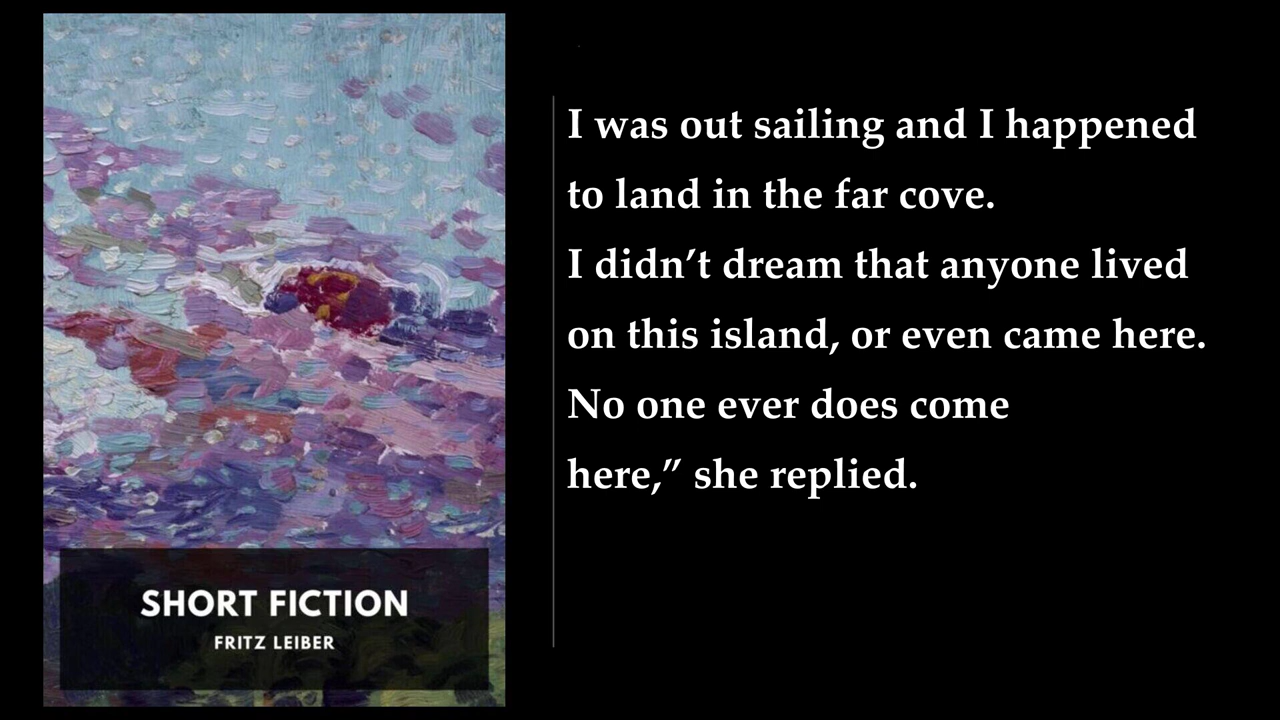 SHORT FICTION
FRITZ LEIBER
I was out sailing and I happened
to land in the far cove.
I didn’t dream that anyone lived
on this island, or even came here.
No one ever does come
here,” she replied.